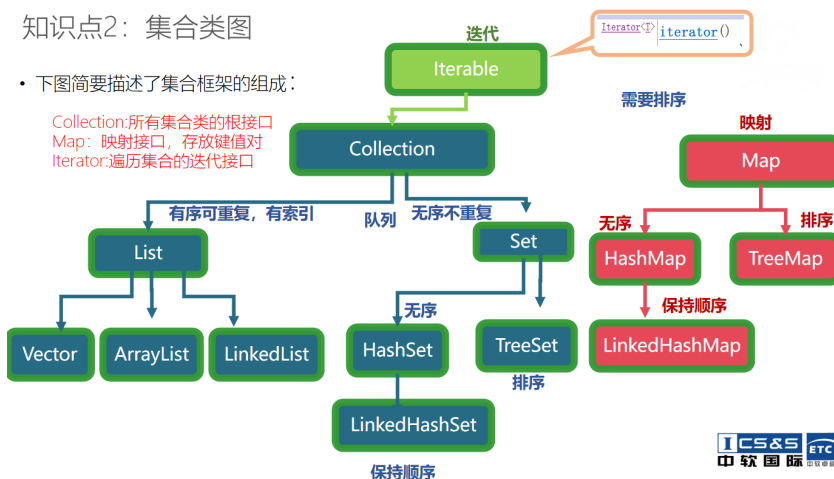 知识点2：集合类图
Iterator<T> iterator()
、
迭代
Iterable
• 下图简要描述了集合框架的组成：
需要排序
Collection:所有集合类的根接口
Map：映射接口，存放键值对
Iterator:遍历集合的迭代接口
映射
Collection
Map
有序可重复，有索引
队列
无序不重复
无序
排序
List
Set
HashMap
TreeMap
无序
保持顺序
Vector
ArrayList
LinkedList
HashSet
TreeSet
LinkedHashMap
排序
LinkedHashSet
保持顺序
ICS&S
中软国际
ETC